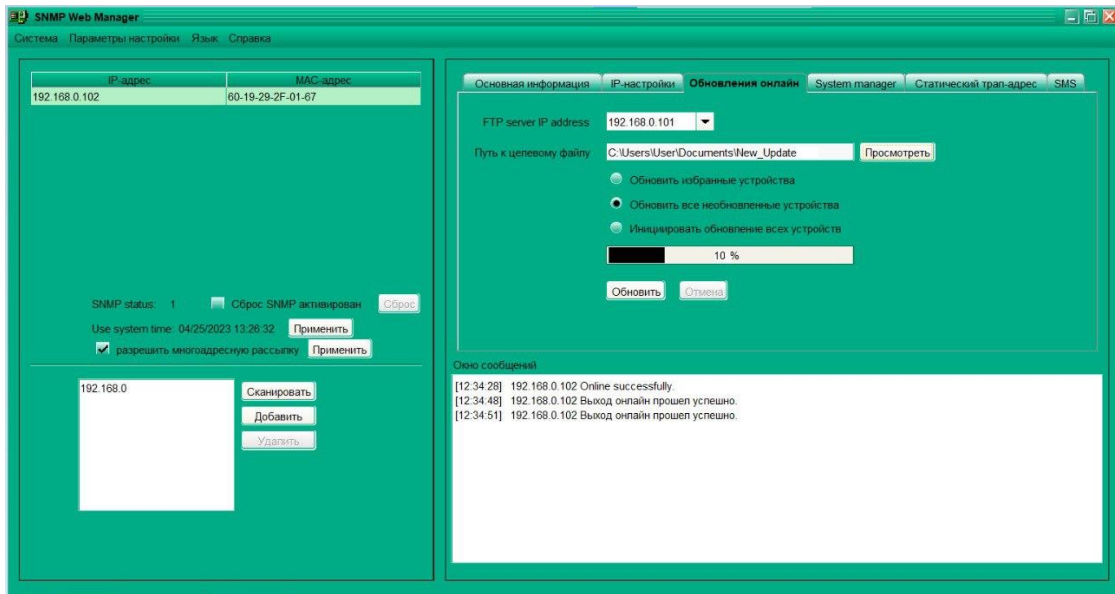 SNMP Web Manager
Система Параметры настройки Язык Справка
IP-адрес MAC-адрес
192.168.0.102 60-19-29-2F-01-67
SNMP status: 1 Сброс SNMP активирован Сброс
Use system time: 04/25/2023 13:26:32 Применить
разрешить многоадресную рассылку Применить
192.168.0
Сканировать
Добавить
Удалить
Основная информация IP-настройки Обновления онлайн System manager Статический трап-адрес SMS
FTP server IP address 192.168.0.101
Путь к целевому файлу C:\Users\User\Documents\New_Update Просмотреть
Обновить избранные устройства
Обновить все необновленные устройства
Инициировать обновление всех устройств
10 %
Обновить Отмена
Окно сообщений
[12:34:28] 192.168.0.102 Online successfully.
[12:34:48] 192.168.0.102 Выход онлайн прошел успешно.
[12:34:51] 192.168.0.102 Выход онлайн прошел успешно.